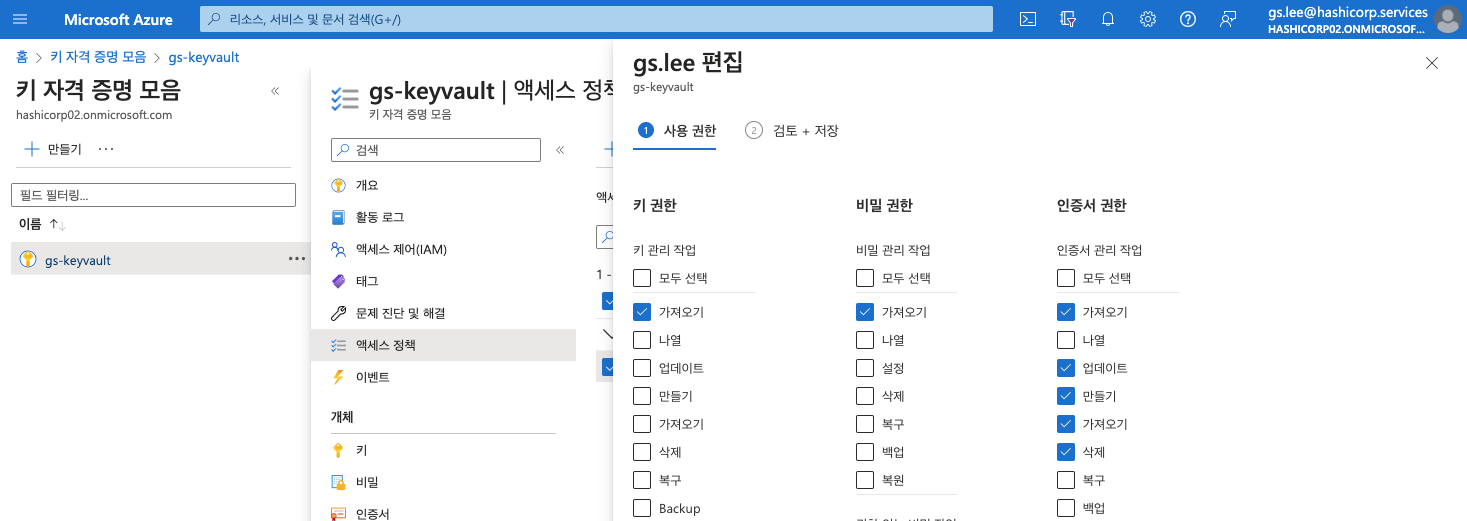 Microsoft Azure
리소스, 서비스 및 문서 검색(G+/)
gs.lee@hashicorp.services
HASHICORP02.ONMICROSOF...
홈 > 키 자격 증명 모음 > gs-keyvault
키 자격 증명 모음
hashicorp02.onmicrosoft.com
만들기
필드 필터링...
이름
gs-keyvault
gs-keyvault | 액세스 정책
키 자격 증명 모음
검색
개요
활동 로그
액세스 제어(IAM)
태그
문제 진단 및 해결
액세스 정책
이벤트
개체
키
비밀
인증서
1 -
gs.lee 편집
gs-keyvault
1 사용 권한
2 검토 + 저장
키 권한
키 관리 작업
모두 선택
가져오기
나열
업데이트
만들기
가져오기
삭제
복구
Backup
비밀 권한
비밀 관리 작업
모두 선택
가져오기
나열
설정
삭제
복구
백업
복원
인증서 권한
인증서 관리 작업
모두 선택
가져오기
나열
업데이트
만들기
가져오기
삭제
복구
백업